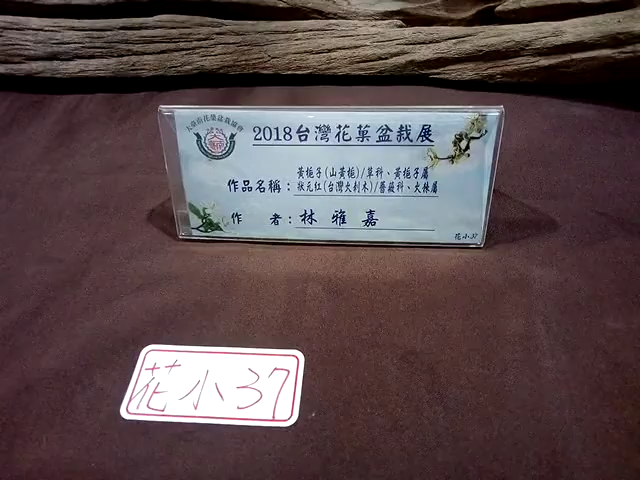 2018台灣花菓盆栽展
黃梔子(山黃梔)/草科、黃梔子屬
作品名稱：
狀元紅(台灣火刺木)/薔薇科、火棘屬
作 者：林雅嘉
花小37
花小37